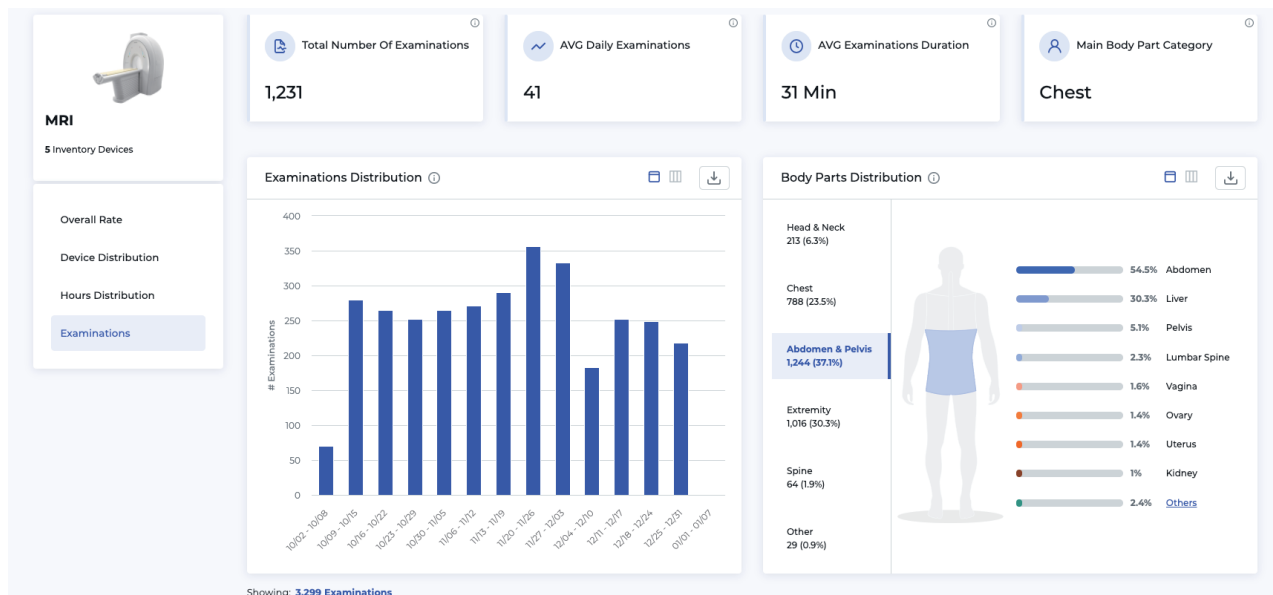 MRI
5 Inventory Devices
Overall Rate
Device Distribution
Hours Distribution
Examinations
Total Number Of Examinations
1,231
AVG Daily Examinations
41
AVG Examinations Duration
31 Min
Main Body Part Category
Chest
Examinations Distribution
# Examinations
400
350
300
250
200
150
100
50
0
10/02 - 10/08
10/09 - 10/15
10/16 - 10/22
10/23 - 10/29
10/30 - 11/05
11/06 - 11/12
11/13 - 11/19
11/20 - 11/26
11/27 - 12/03
12/04 - 12/10
12/11 - 12/17
12/18 - 12/24
12/25 - 12/31
01/01 - 01/07
Showing: 3,299 Examinations
Body Parts Distribution
Head & Neck
213 (6.3%)
Chest
788 (23.5%)
Abdomen & Pelvis
1,244 (37.1%)
Extremity
1,016 (30.3%)
Spine
64 (1.9%)
Other
29 (0.9%)
54.5% Abdomen
30.3% Liver
5.1% Pelvis
2.3% Lumbar Spine
1.6% Vagina
1.4% Ovary
1.4% Uterus
1% Kidney
2.4% Others